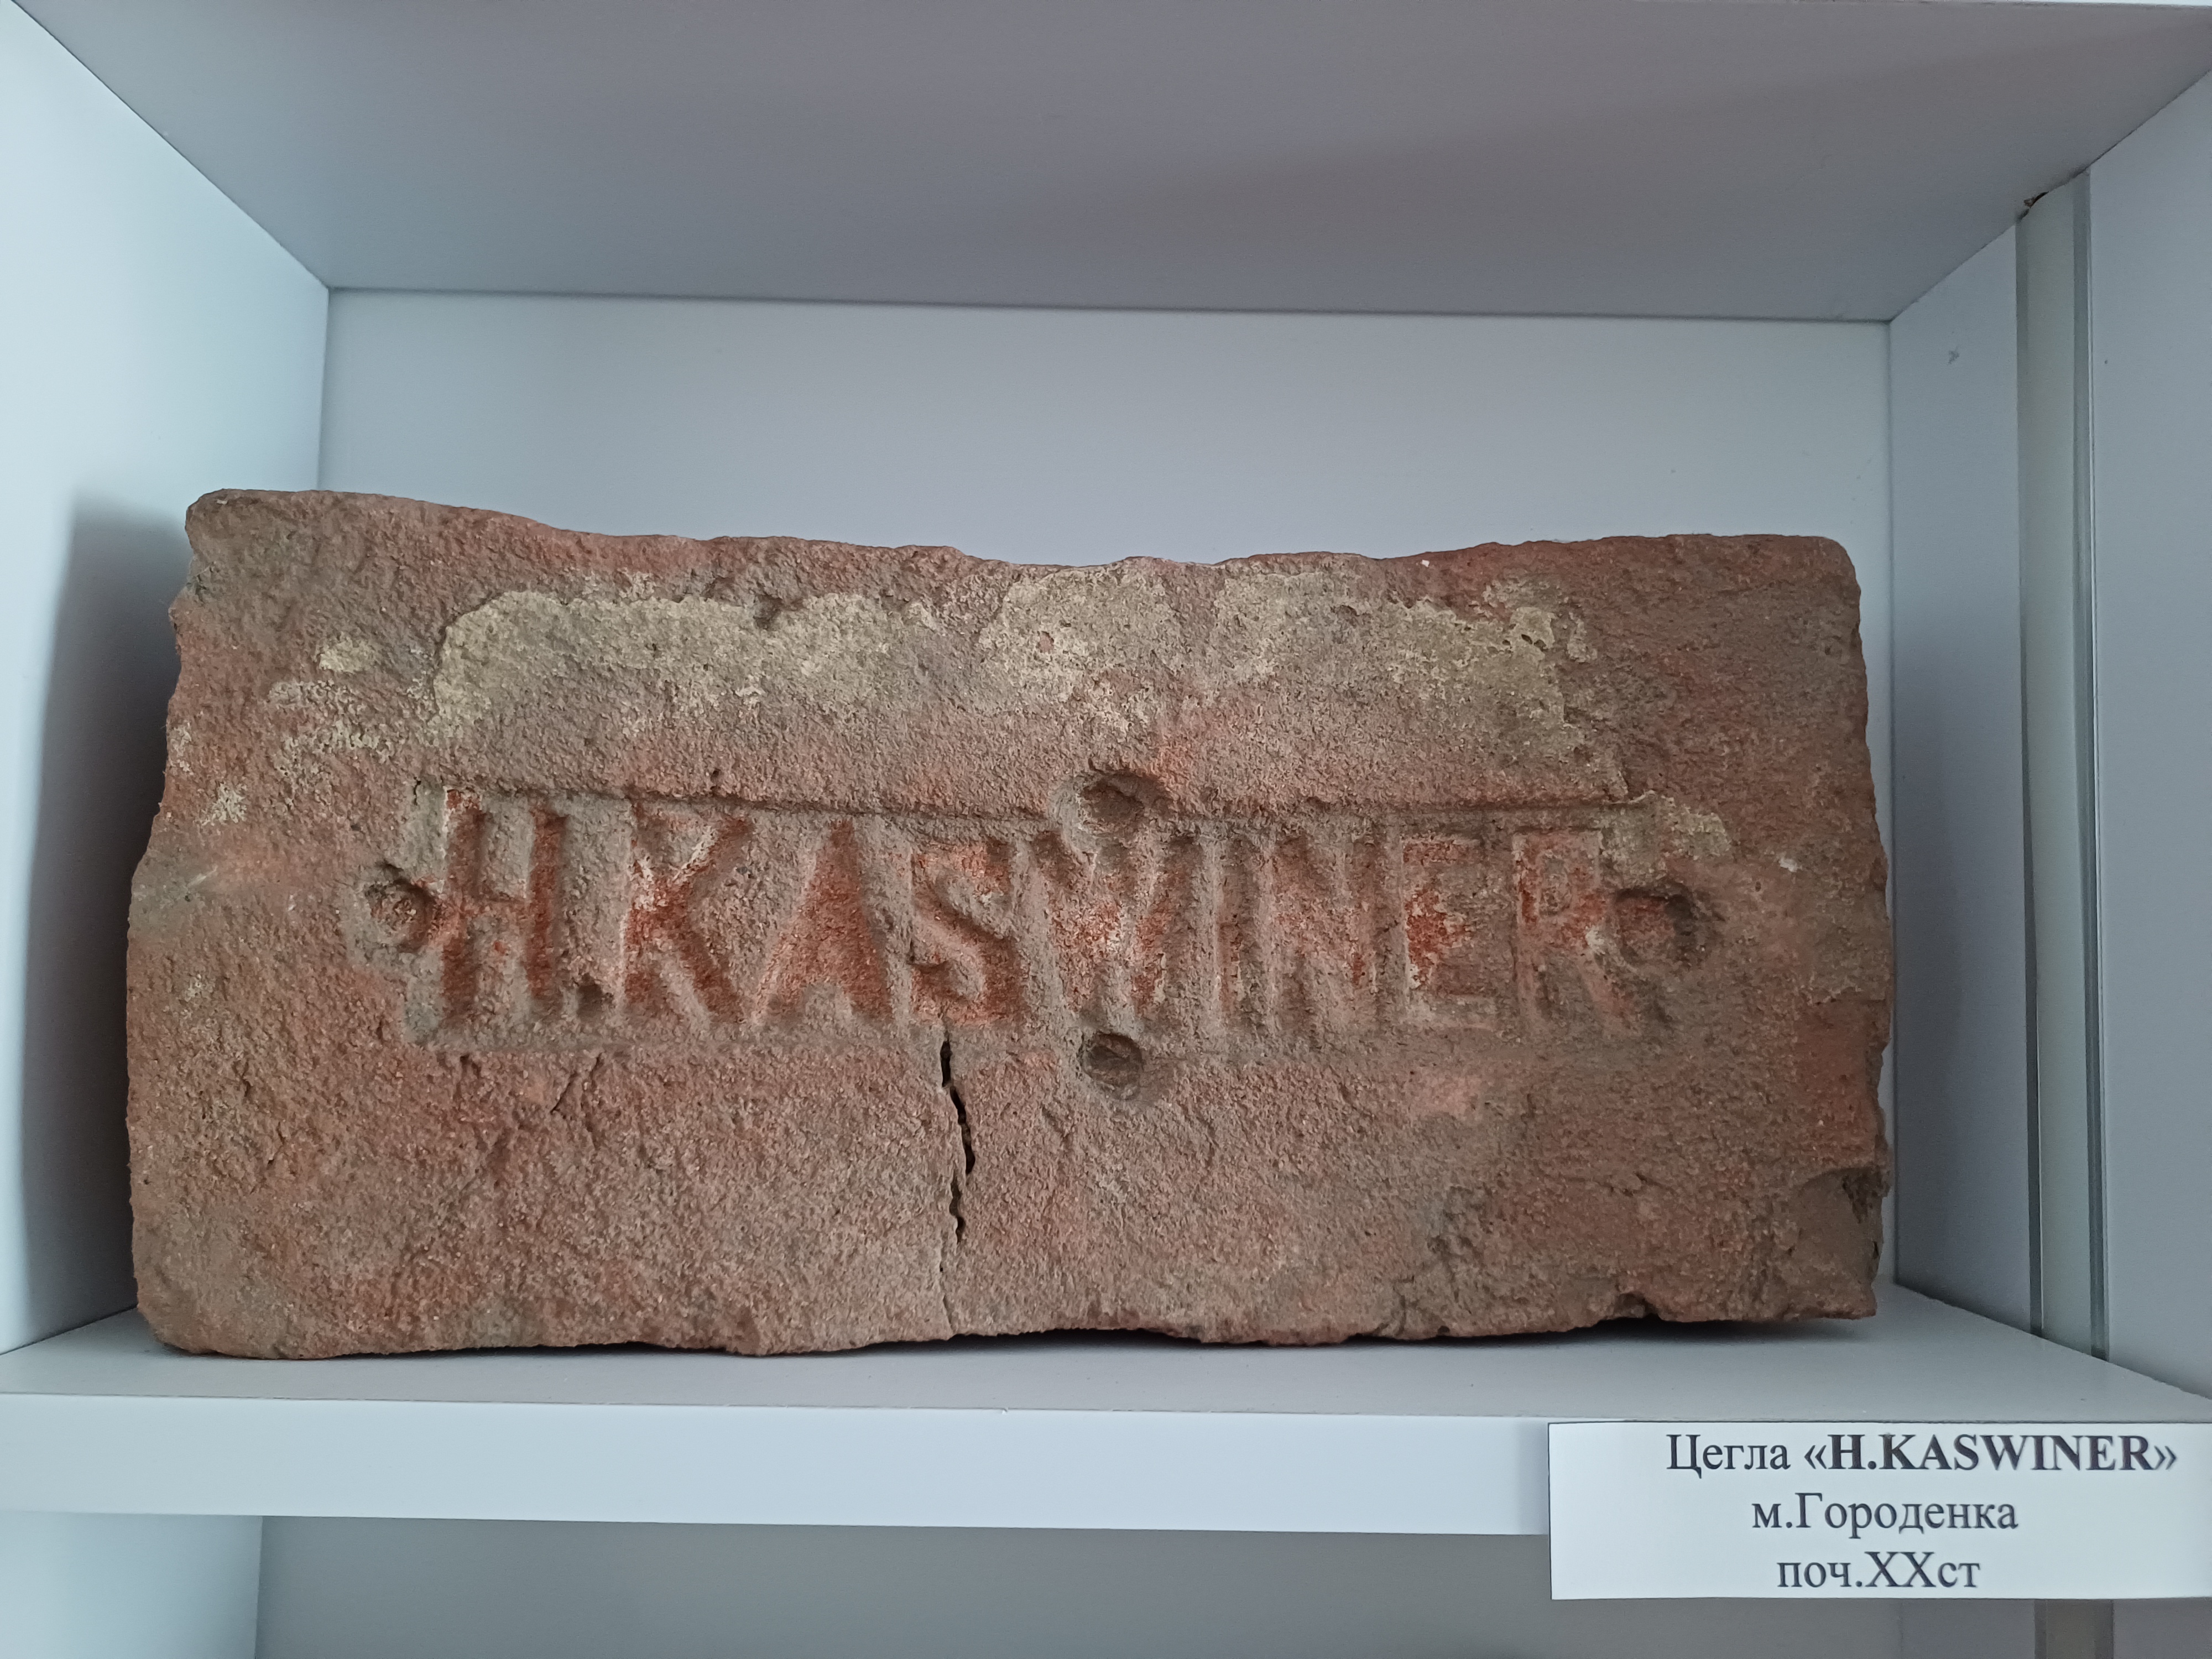 H.KASWINER
Цегла «H.KASWINER»
м.Городенка
поч.ХХст